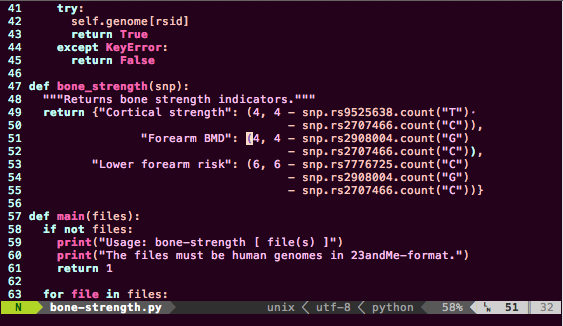 41     try:
42       self.genome[rsid]
43       return True
44     except KeyError:
45       return False
46
47 def bone_strength(snp):
48   """Returns bone strength indicators."""
49   return {"Cortical strength": (4, 4 - snp.rs9525638.count("T")·
50                                      - snp.rs2707466.count("C")),
51                 "Forearm BMD": (4, 4 - snp.rs2908004.count("G")
52                                      - snp.rs2707466.count("C")),
53          "Lower forearm risk": (6, 6 - snp.rs7776725.count("C")
54                                      - snp.rs2908004.count("G")
55                                      - snp.rs2707466.count("C"))}
56
57 def main(files):
58   if not files:
59     print("Usage: bone-strength [ file(s) ]")
60     print("The files must be human genomes in 23andMe-format.")
61     return 1
62
63   for file in files:
N bone-strength.py unix utf-8 python 58% LN 51 32